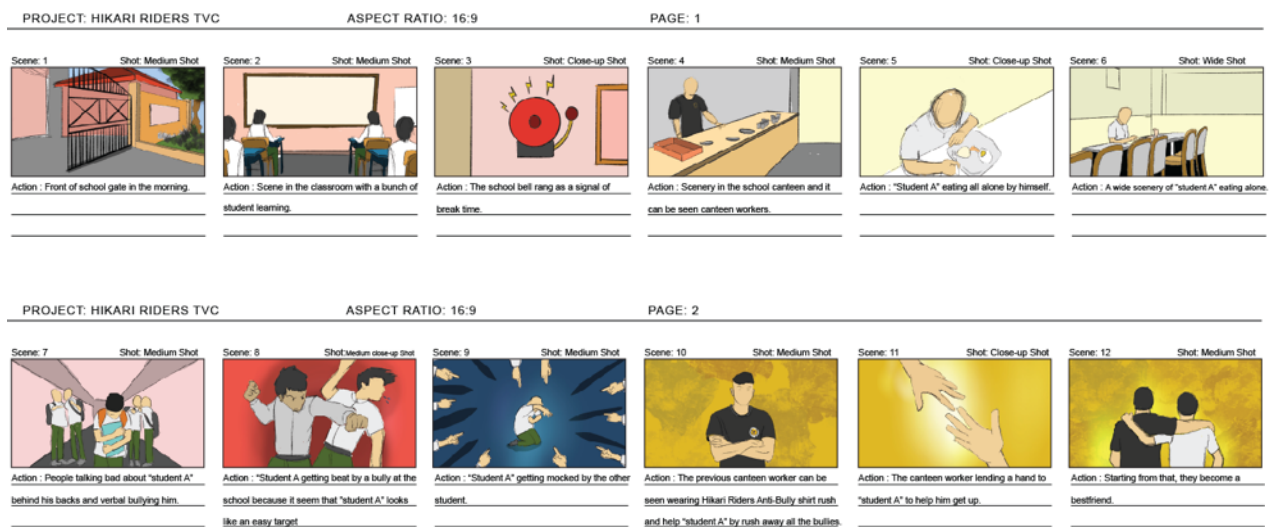 PROJECT: HIKARI RIDERS TVC ASPECT RATIO: 16:9 PAGE: 1
Scene: 1 Shot: Medium Shot
Action : Front of school gate in the morning.
Scene: 2 Shot: Medium Shot
Action : Scene in the classroom with a bunch of
student learning.
Scene: 3 Shot: Close-up Shot
Action : The school bell rang as a signal of
break time.
Scene: 4 Shot: Medium Shot
Action : Scenery in the school canteen and it
can be seen canteen workers.
Scene: 5 Shot: Close-up Shot
Action : "Student A" eating all alone by himself.
Scene: 6 Shot: Wide Shot
Action : A wide scenery of "student A" eating alone.
PROJECT: HIKARI RIDERS TVC ASPECT RATIO: 16:9 PAGE: 2
Scene: 7 Shot: Medium Shot
Action : People talking bad about "student A"
behind his backs and verbal bullying him.
Scene: 8 Shot:Medium close-up Shot
Action : "Student A getting beat by a bully at the
school because it seem that "student A" looks
like an easy target
Scene: 9 Shot: Medium Shot
Action : "Student A" getting mocked by the other
student.
Scene: 10 Shot: Medium Shot
Action : The previous canteen worker can be
seen wearing Hikari Riders Anti-Bully shirt rush
and help "student A" by rush away all the bullies.
Scene: 11 Shot: Close-up Shot
Action : The canteen worker lending a hand to
"student A" to help him get up.
Scene: 12 Shot: Medium Shot
Action : Starting from that, they become a
bestfriend.